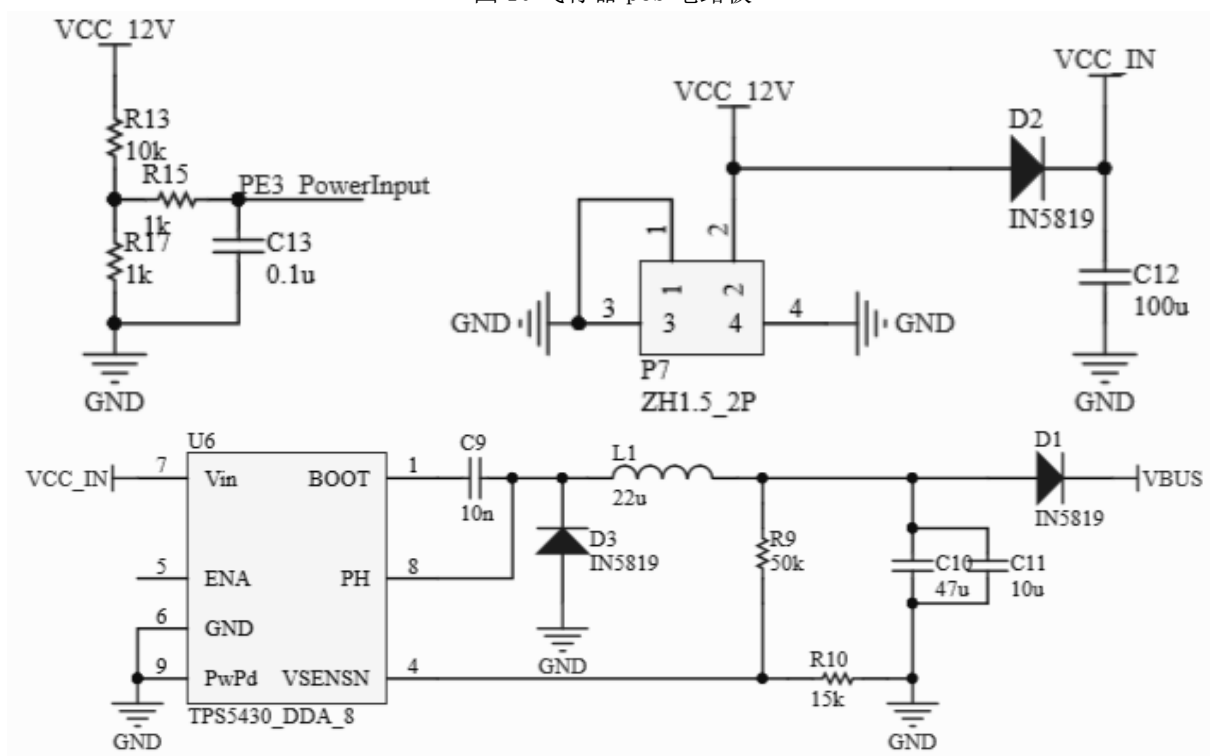 VCC_12V
R13
10k
R15
1k
PE3_PowerInput
R17
1k
C13
0.1u
GND
VCC_12V
VCC_IN
D2
IN5819
1
2
1
2
GND
3
3
4
4
GND
P7
ZH1.5_2P
C12
100u
GND
U6
VCC_IN
7
Vin
BOOT
1
C9
10n
L1
22u
D1
IN5819
VBUS
5
ENA
PH
8
D3
IN5819
GND
R9
50k
C10
47u
C11
10u
6
GND
9
PwPd
VSENSN
4
R10
15k
GND
TPS5430_DDA_8
GND